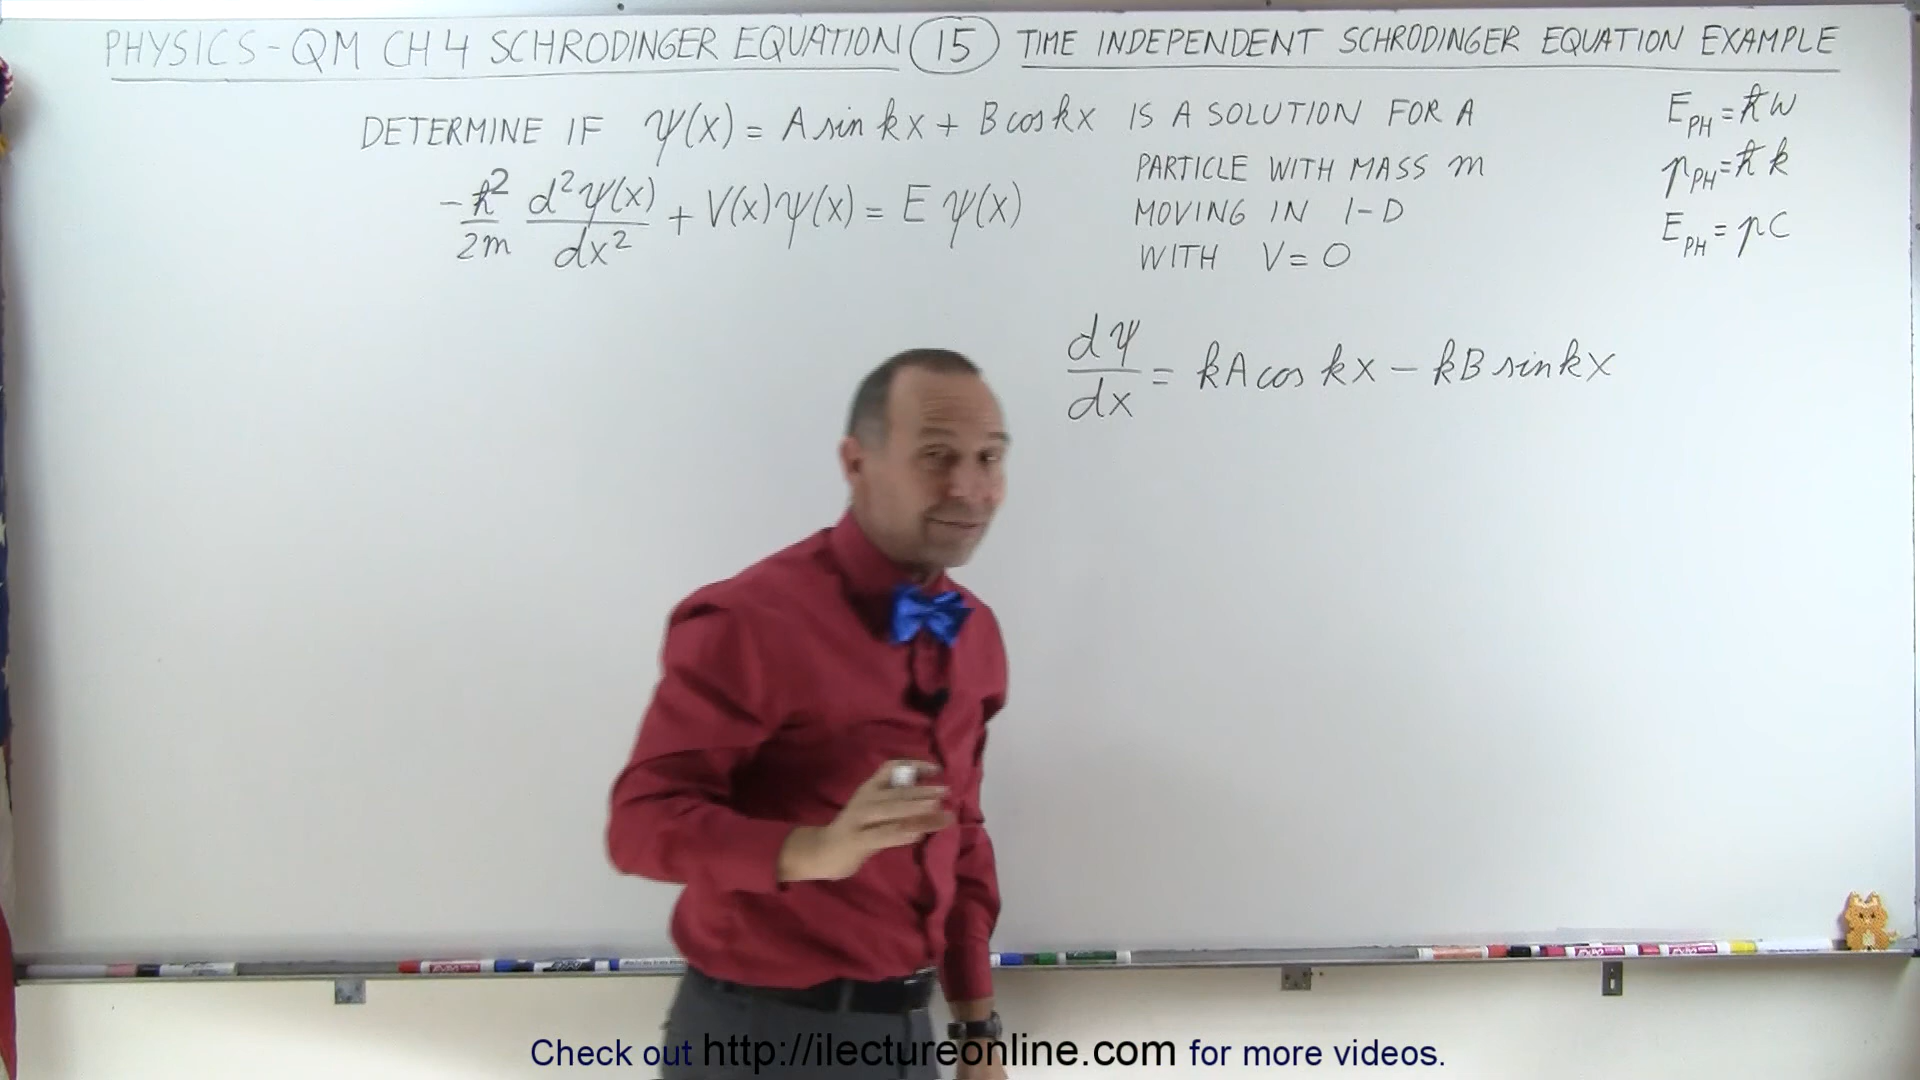 PHYSICS - QM CH 4 SCHRODINGER EQUATION 15 TIME INDEPENDENT SCHRODINGER EQUATION EXAMPLE
DETERMINE IF ψ(x) = A sin kx + B cos kx IS A SOLUTION FOR A
PARTICLE WITH MASS m
MOVING IN 1-D
WITH V = 0
-ℏ²/2m d²ψ(x)/dx² + V(x)ψ(x) = E ψ(x)
E_PH = ℏω
p_PH = ℏk
E_PH = pc
dψ/dx = kA cos kx - kB sin kx
Check out http://ilectureonline.com for more videos.